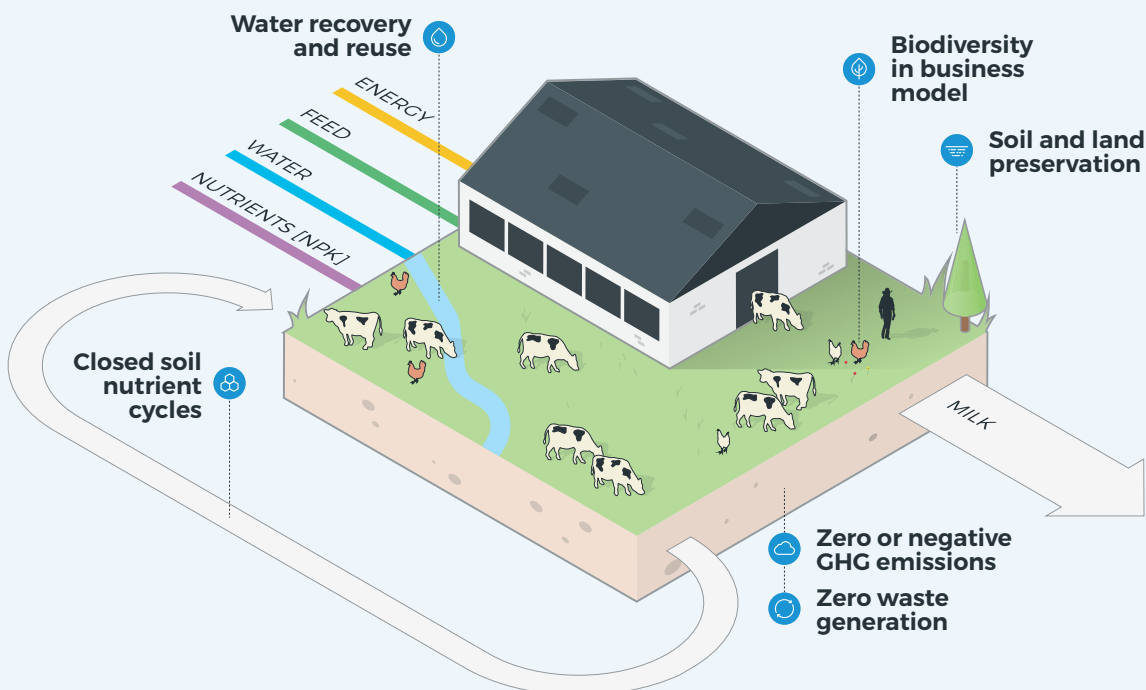 Water recovery
and reuse
Biodiversity
in business
model
Soil and land
preservation
ENERGY
FEED
WATER
NUTRIENTS [NPK]
Closed soil
nutrient
cycles
MILK
Zero or negative
GHG emissions
Zero waste
generation